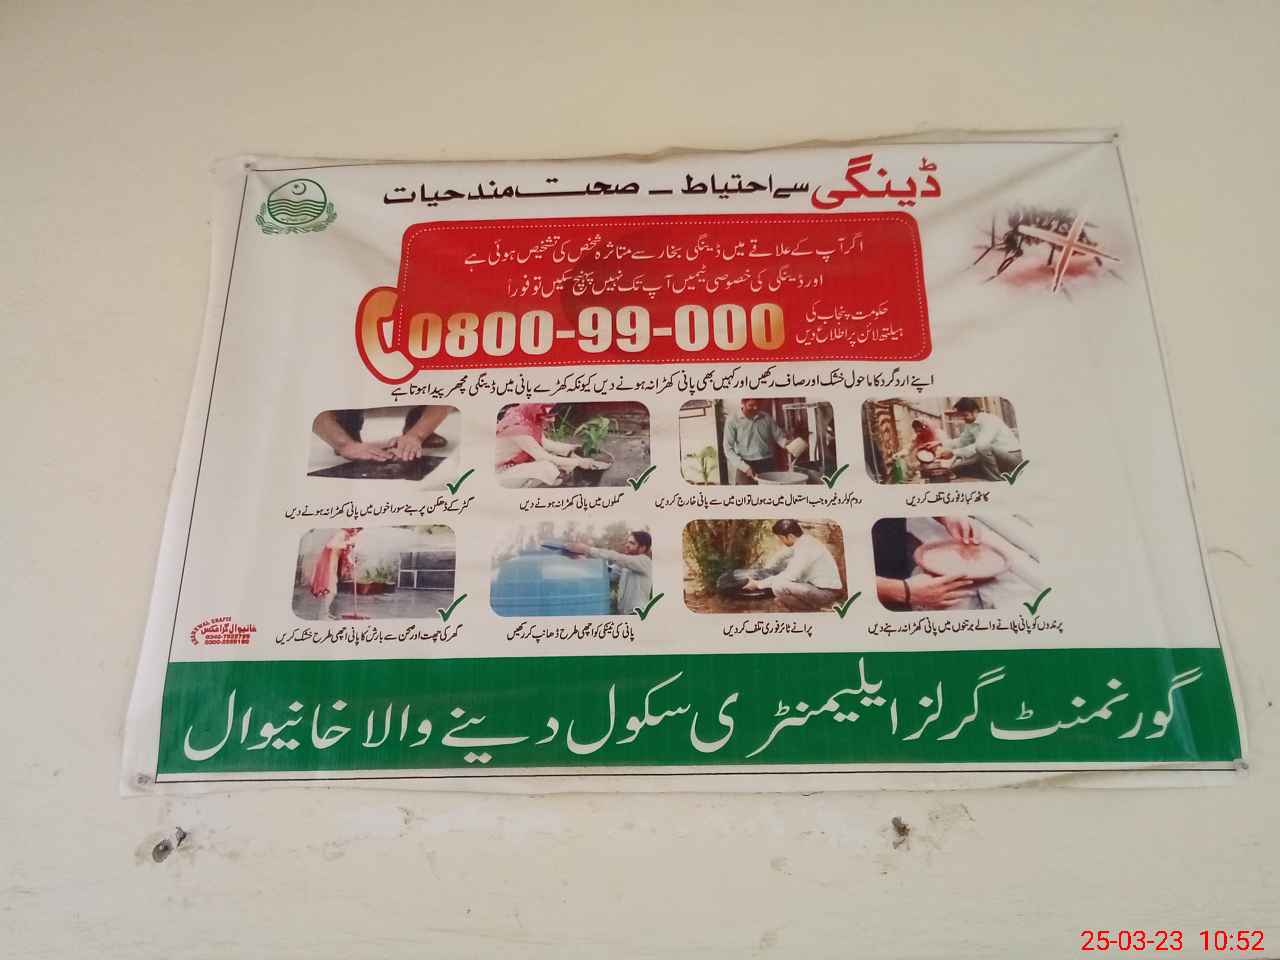 ڈینگی سے احتیاط - صحت مند حیات
اگر آپ کے علاقے میں ڈینگی بخار سے متاثرہ شخص کی تشخیص ہوئی ہے
اور ڈینگی کی خصوصی ٹیمیں آپ تک نہیں پہنچ سکیں تو فوراً
حکومت پنجاب کی
ہیلتھ لائن پر اطلاع دیں
0800-99-000
اپنے اردگرد کا ماحول خشک اور صاف رکھیں اور کہیں بھی پانی کھڑا نہ ہونے دیں کیونکہ کھڑے پانی میں ڈینگی مچھر پیدا ہوتا ہے
کاٹھ کباڑ فوری تلف کر دیں
روم کولر وغیرہ جب استعمال میں نہ ہوں تو ان میں سے پانی خارج کر دیں
گملوں میں پانی کھڑا نہ ہونے دیں
گٹر کے ڈھکن پر بنے سوراخوں میں پانی کھڑا نہ ہونے دیں
پرندوں کو پانی پلانے والے برتنوں میں پانی کھڑا نہ رہنے دیں
پرانے ٹائر فوری تلف کر دیں
پانی کی ٹینکی کو اچھی طرح ڈھانپ کر رکھیں
گھر کی چھت اور صحن سے بارش کا پانی اچھی طرح خشک کریں
خانیوال گرافکس
گورنمنٹ گرلز ایلیمنٹری سکول دینے والا خانیوال
25-03-23 10:52